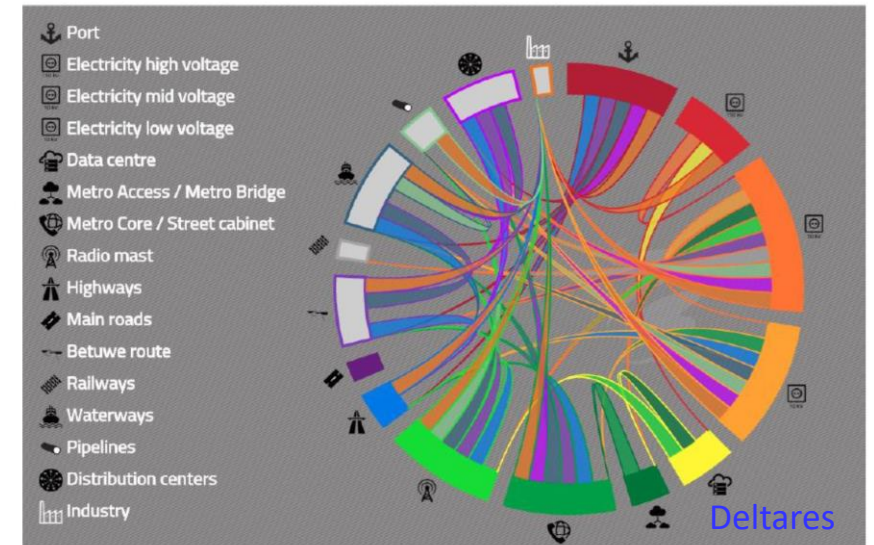 Port
Electricity high voltage
Electricity mid voltage
Electricity low voltage
Data centre
Metro Access / Metro Bridge
Metro Core / Street cabinet
Radio mast
Highways
Main roads
Betuwe route
Railways
Waterways
Pipelines
Distribution centers
Industry
Deltares